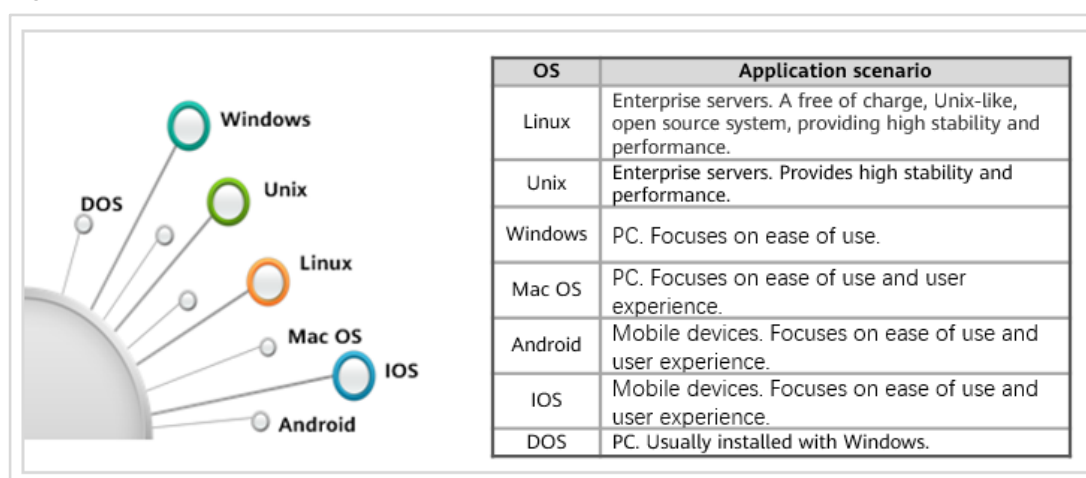 Windows
Unix
DOS
Linux
Mac OS
IOS
Android
OS Application scenario
Linux
Enterprise servers. A free of charge, Unix-like,
open source system, providing high stability and
performance.
Unix
Enterprise servers. Provides high stability and
performance.
Windows PC. Focuses on ease of use.
Mac OS
PC. Focuses on ease of use and user
experience.
Android
Mobile devices. Focuses on ease of use and
user experience.
IOS
Mobile devices. Focuses on ease of use and
user experience.
DOS PC. Usually installed with Windows.